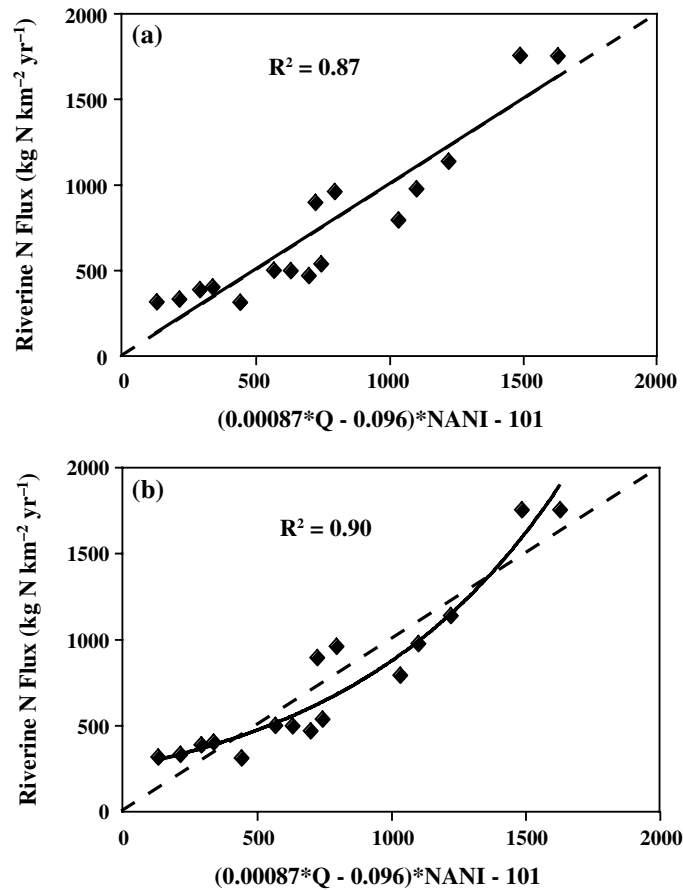 (a)
R² = 0.87
Riverine N Flux (kg N km⁻² yr⁻¹)
2000
1500
1000
500
0
0 500 1000 1500 2000
(0.00087*Q - 0.096)*NANI - 101
(b)
R² = 0.90
Riverine N Flux (kg N km⁻² yr⁻¹)
2000
1500
1000
500
0
0 500 1000 1500 2000
(0.00087*Q - 0.096)*NANI - 101